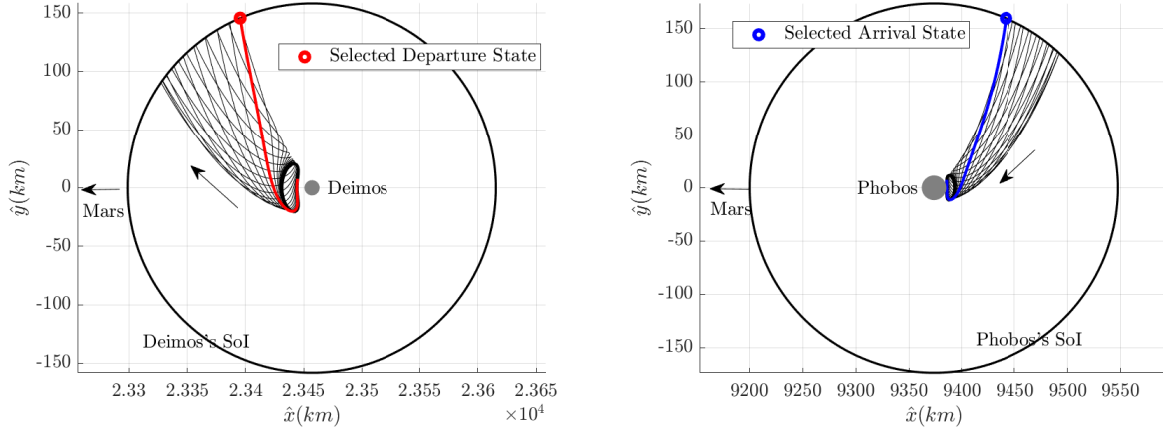 150
100
50
0
-50
-100
-150
ŷ(km)
Selected Departure State
Deimos
Mars
Deimos's SoI
2.33 2.335 2.34 2.345 2.35 2.355 2.36 2.365
x̂(km)
×10⁴
150
100
50
0
-50
-100
-150
ŷ(km)
Selected Arrival State
Phobos
Mars
Phobos's SoI
9200 9250 9300 9350 9400 9450 9500 9550
x̂(km)